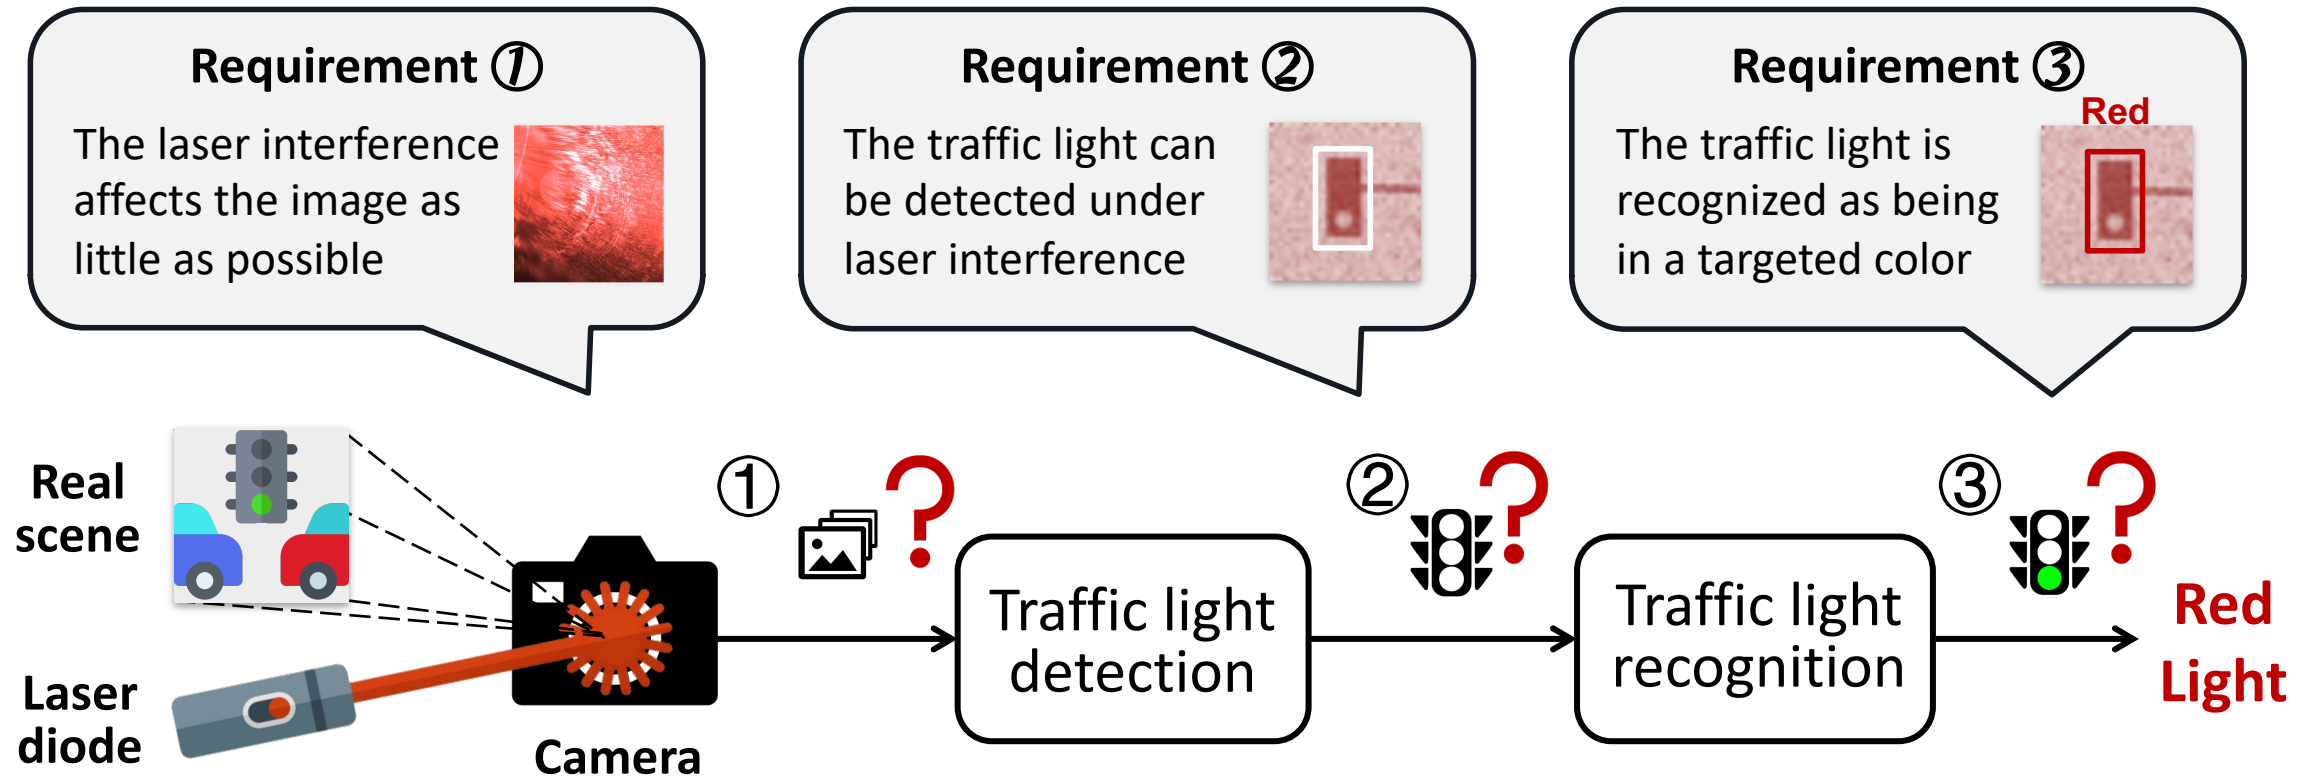 Requirement ①
The laser interference
affects the image as
little as possible
Requirement ②
The traffic light can
be detected under
laser interference
Requirement ③
Red
The traffic light is
recognized as being
in a targeted color
Real
scene
Laser
diode
Camera
① ?
Traffic light
detection
② ?
Traffic light
recognition
③ ?
Red
Light